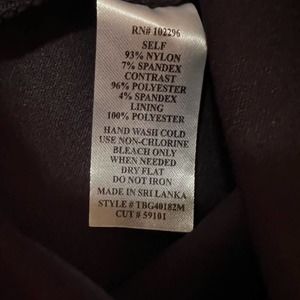 RN# 102296
SELF
93% NYLON
7% SPANDEX
CONTRAST
96% POLYESTER
4% SPANDEX
LINING
100% POLYESTER
HAND WASH COLD
USE NON-CHLORINE
BLEACH ONLY
WHEN NEEDED
DRY FLAT
DO NOT IRON
MADE IN SRI LANKA
STYLE # TBG40182M
CUT # 59101